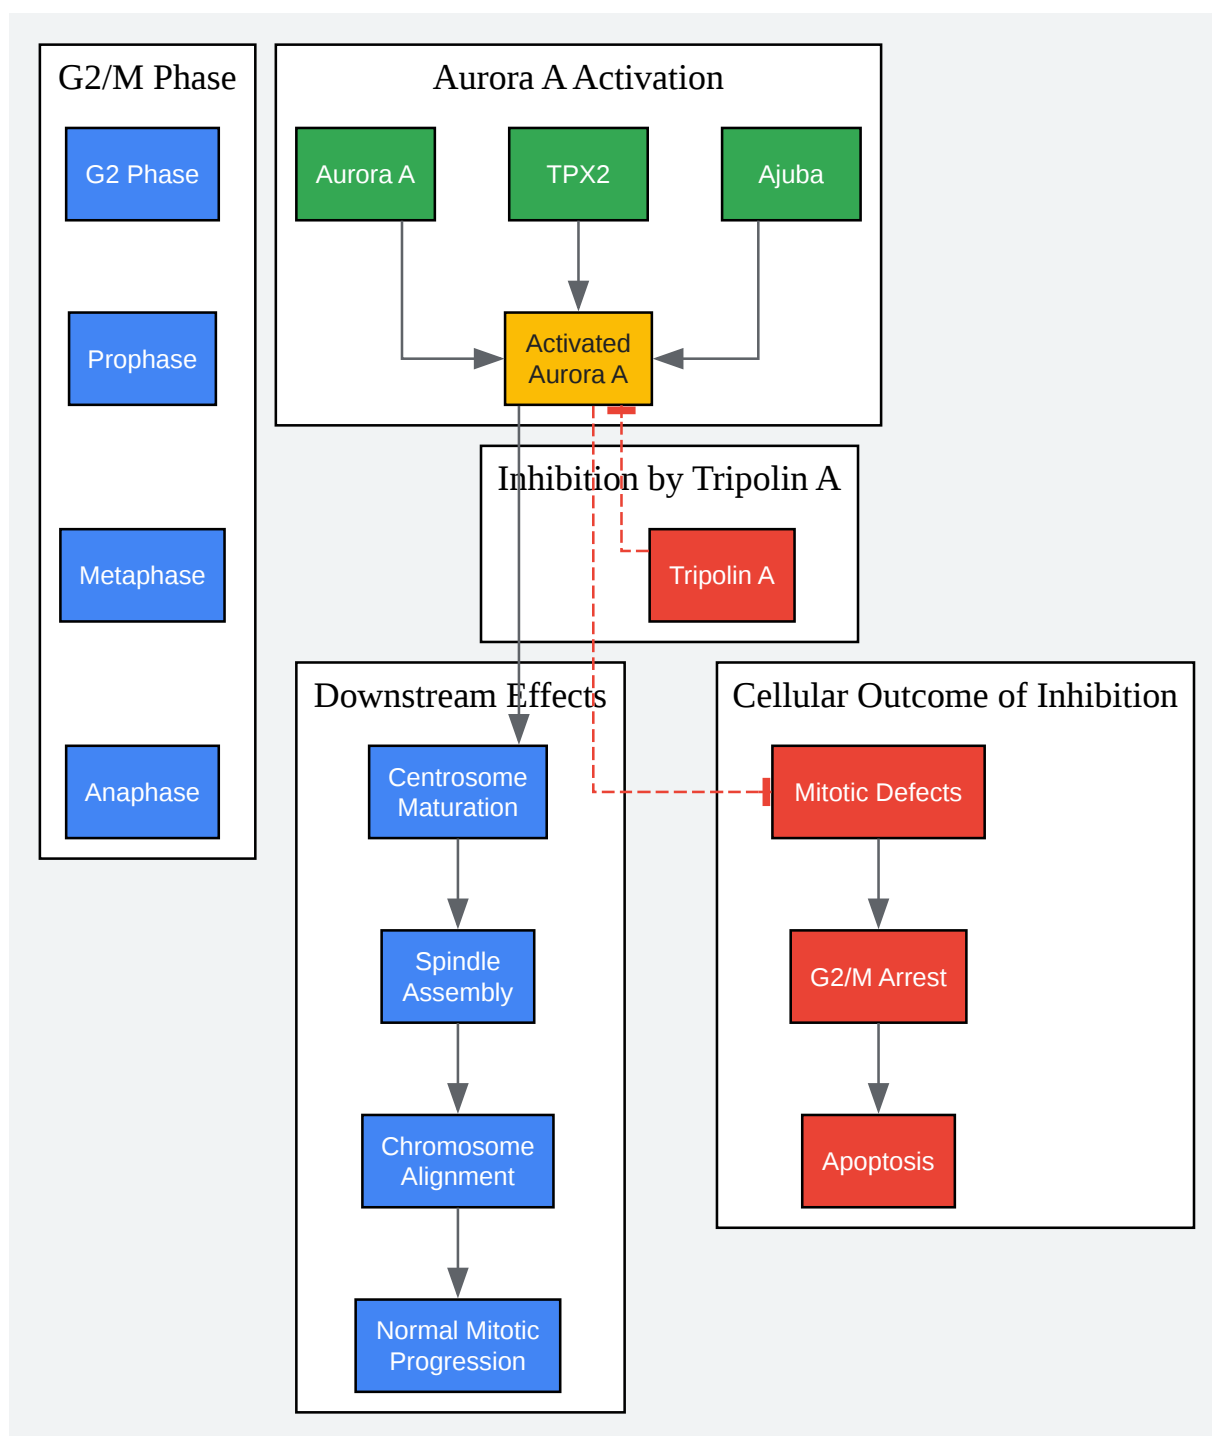 G2/M Phase
G2 Phase
Prophase
Metaphase
Anaphase
Aurora A Activation
Aurora A
TPX2
Ajuba
Activated
Aurora A
Inhibition by Tripolin A
Tripolin A
Downstream Effects
Centrosome
Maturation
Spindle
Assembly
Chromosome
Alignment
Normal Mitotic
Progression
Cellular Outcome of Inhibition
Mitotic Defects
G2/M Arrest
Apoptosis